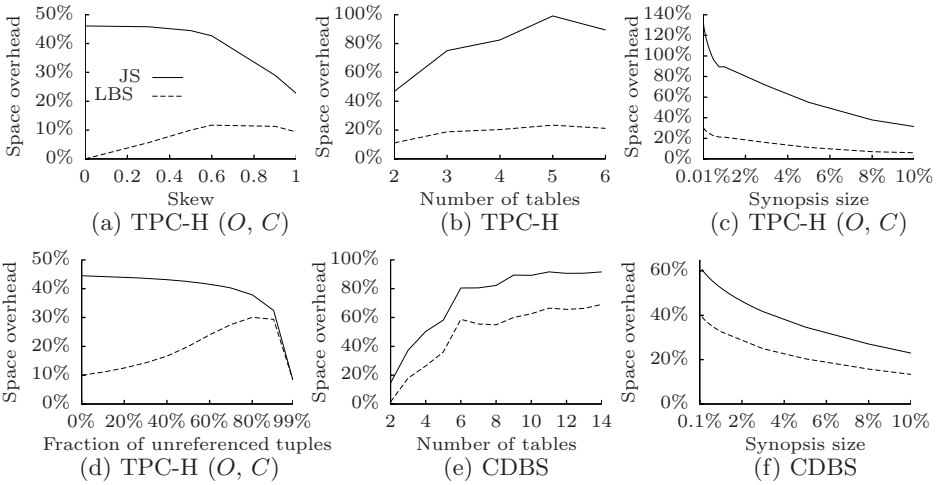 Space overhead
50%
40%
30%
20%
10%
0%
JS
LBS
0 0.2 0.4 0.6 0.8 1
Skew
(a) TPC-H (O, C)
Space overhead
100%
80%
60%
40%
20%
0%
2 3 4 5 6
Number of tables
(b) TPC-H
Space overhead
140%
120%
100%
80%
60%
40%
20%
0%
0.01% 2% 4% 6% 8% 10%
Synopsis size
(c) TPC-H (O, C)
Space overhead
50%
40%
30%
20%
10%
0%
0% 20% 40% 60% 80% 99%
Fraction of unreferenced tuples
(d) TPC-H (O, C)
Space overhead
100%
80%
60%
40%
20%
0%
2 4 6 8 10 12 14
Number of tables
(e) CDBS
Space overhead
60%
40%
20%
0%
0.1% 2% 4% 6% 8% 10%
Synopsis size
(f) CDBS